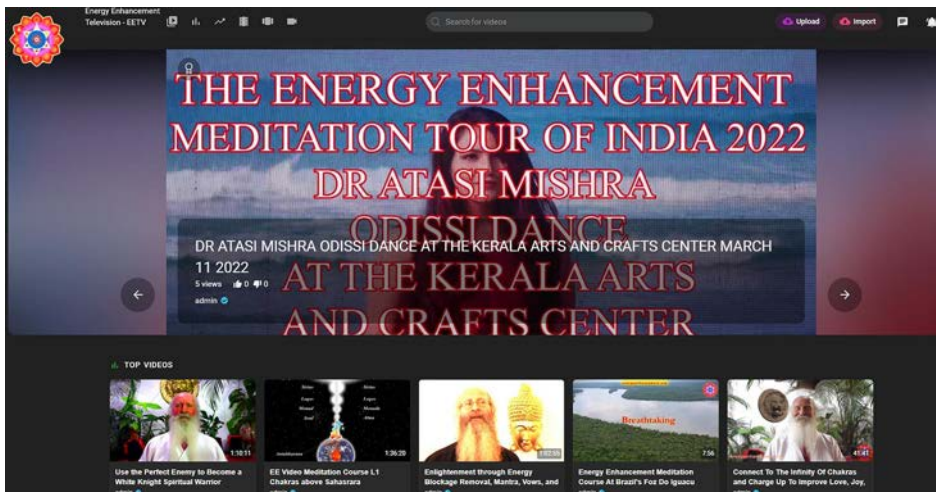 Energy Enhancement
Television - EETV
Search for videos
Upload
Import
THE ENERGY ENHANCEMENT
MEDITATION TOUR OF INDIA 2022
DR ATASI MISHRA
ODISSI DANCE
AT THE KERALA ARTS
AND CRAFTS CENTER
DR ATASI MISHRA ODISSI DANCE AT THE KERALA ARTS AND CRAFTS CENTER MARCH
11 2022
5 views 0 0
admin
TOP VIDEOS
1:10:11
1:36:20
Breathtaking
7:56
41:41
Use the Perfect Enemy to Become a
White Knight Spiritual Warrior
EE Video Meditation Course L1
Chakras above Sahasrara
Enlightenment through Energy
Blockage Removal, Mantra, Vows, and
Energy Enhancement Meditation
Course At Brazil's Foz Do Iguacu
Connect To The Infinity Of Chakras
and Charge Up To Improve Love, Joy,